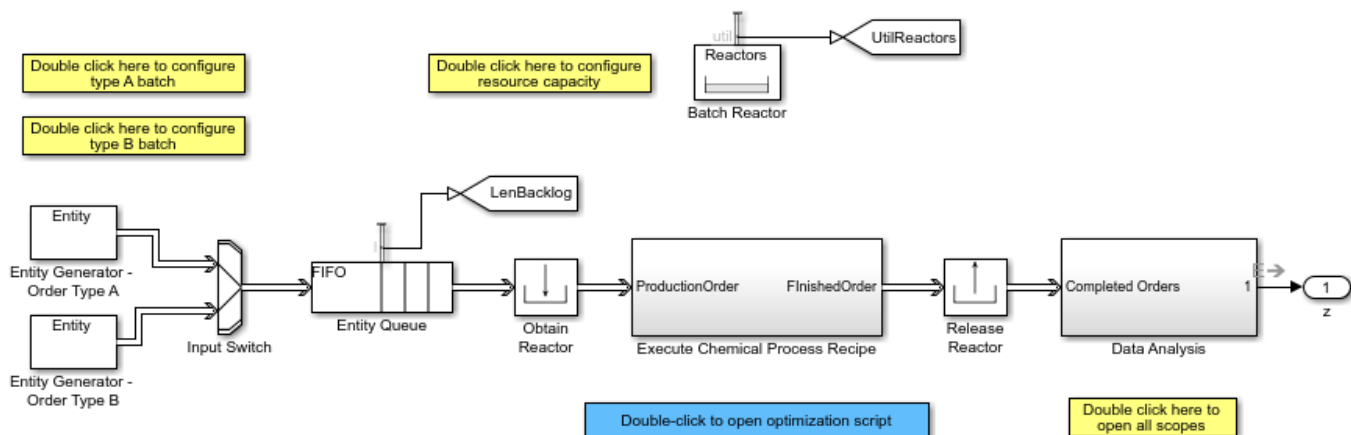 util
UtilReactors
Double click here to configure
type A batch
Double click here to configure
resource capacity
Reactors
Batch Reactor
Double click here to configure
type B batch
LenBacklog
Entity
Entity Generator -
Order Type A
Entity
Entity Generator -
Order Type B
Input Switch
l
FIFO
Entity Queue
Obtain
Reactor
ProductionOrder
FInishedOrder
Execute Chemical Process Recipe
Release
Reactor
Completed Orders
1
Data Analysis
E
1
z
Double-click to open optimization script
Double click here to
open all scopes